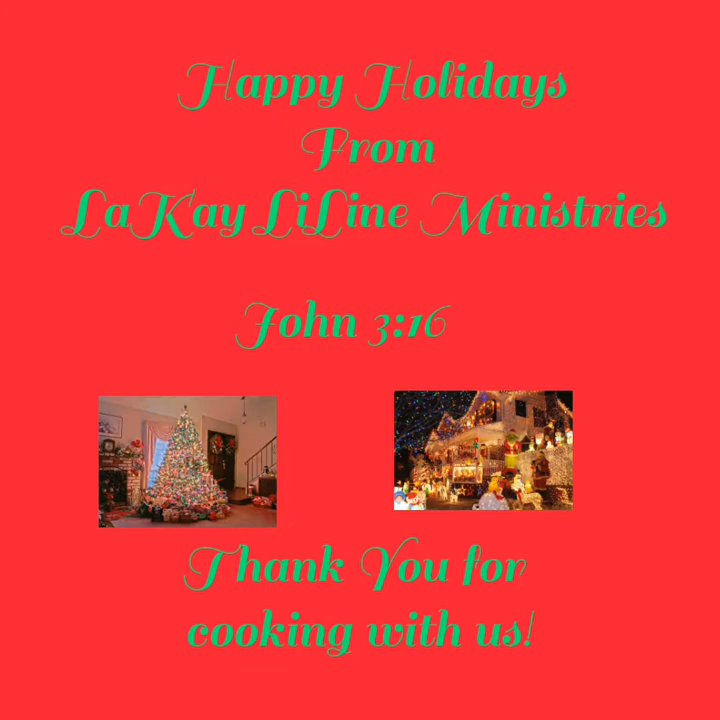 Happy Holidays
From
LaKay LiLine Ministries
John 3:16
Thank You for
cooking with us!